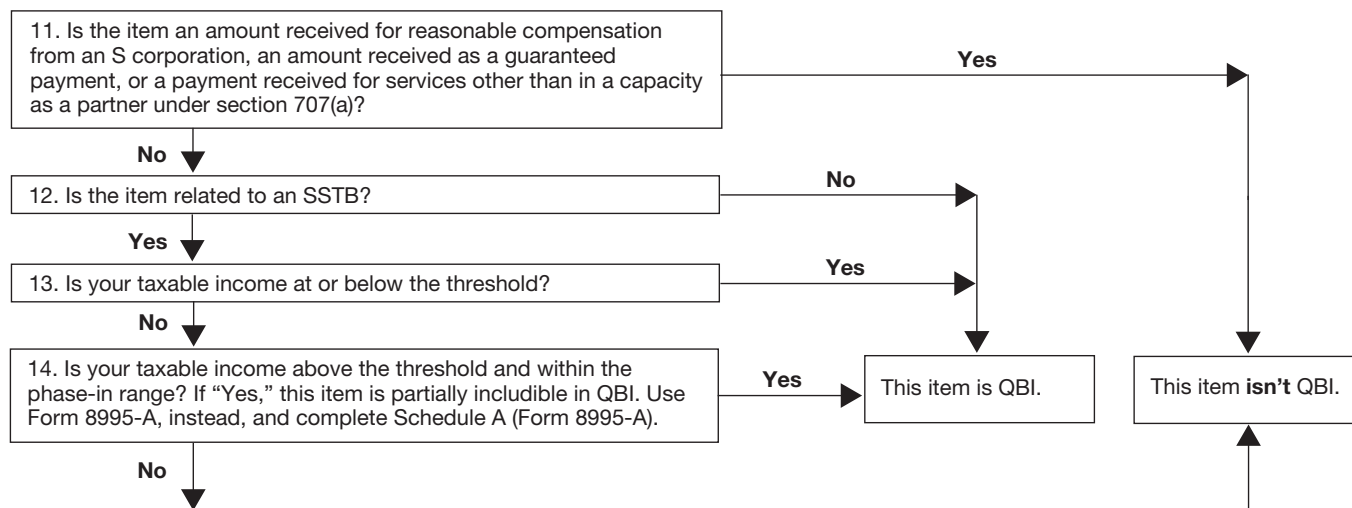 11. Is the item an amount received for reasonable compensation
from an S corporation, an amount received as a guaranteed
payment, or a payment received for services other than in a capacity
as a partner under section 707(a)?
Yes
No
12. Is the item related to an SSTB?
No
Yes
13. Is your taxable income at or below the threshold?
Yes
No
14. Is your taxable income above the threshold and within the
phase-in range? If “Yes,” this item is partially includible in QBI. Use
Form 8995-A, instead, and complete Schedule A (Form 8995-A).
Yes
This item is QBI.
This item isn’t QBI.
No